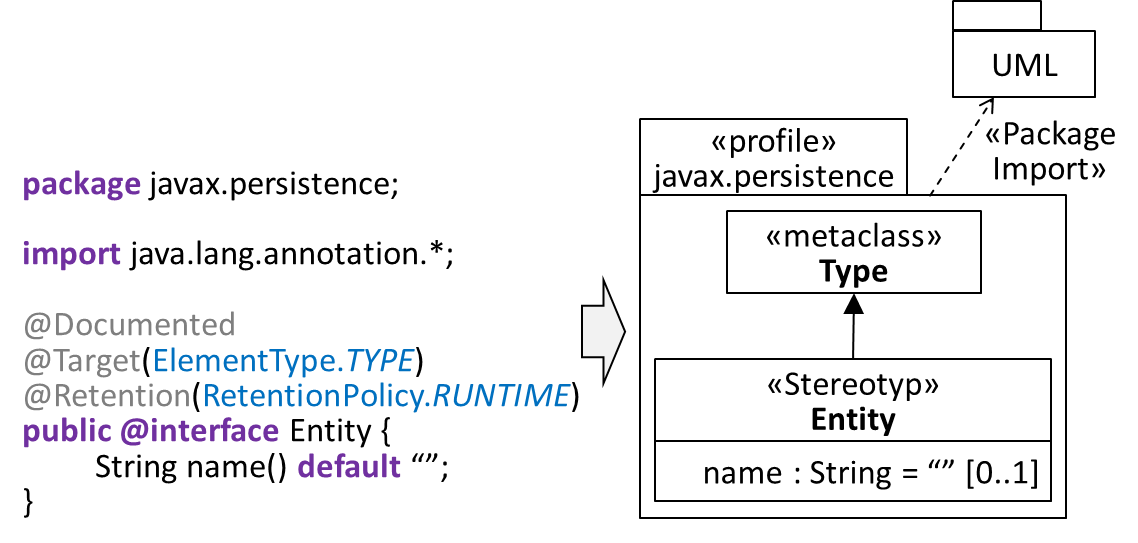 package javax.persistence;
import java.lang.annotation.*;
@Documented
@Target(ElementType.TYPE)
@Retention(RetentionPolicy.RUNTIME)
public @interface Entity {
String name() default “”;
}
UML
«Package
Import»
«profile»
javax.persistence
«metaclass»
Type
«Stereotyp»
Entity
name : String = “” [0..1]